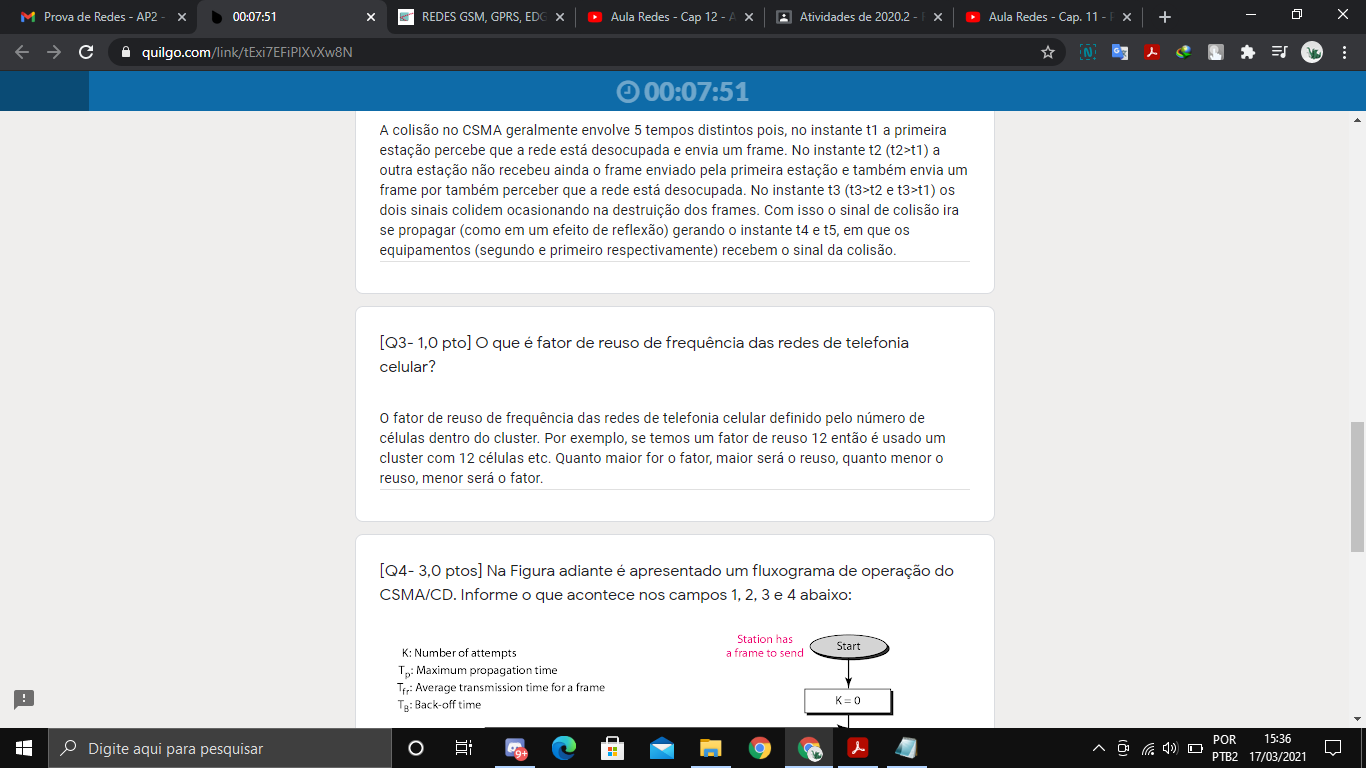 Prova de Redes - AP2 -
00:07:51
REDES GSM, GPRS, EDG
Aula Redes - Cap 12 - A
Atividades de 2020.2 -
Aula Redes - Cap. 11 -
quilgo.com/link/tExi7EFiPlXvXw8N
00:07:51
A colisão no CSMA geralmente envolve 5 tempos distintos pois, no instante t1 a primeira
estação percebe que a rede está desocupada e envia um frame. No instante t2 (t2>t1) a
outra estação não recebeu ainda o frame enviado pela primeira estação e também envia um
frame por também perceber que a rede está desocupada. No instante t3 (t3>t2 e t3>t1) os
dois sinais colidem ocasionando na destruição dos frames. Com isso o sinal de colisão ira
se propagar (como em um efeito de reflexão) gerando o instante t4 e t5, em que os
equipamentos (segundo e primeiro respectivamente) recebem o sinal da colisão.
[Q3- 1,0 pto] O que é fator de reuso de frequência das redes de telefonia
celular?
O fator de reuso de frequência das redes de telefonia celular definido pelo número de
células dentro do cluster. Por exemplo, se temos um fator de reuso 12 então é usado um
cluster com 12 células etc. Quanto maior for o fator, maior será o reuso, quanto menor o
reuso, menor será o fator.
[Q4- 3,0 ptos] Na Figura adiante é apresentado um fluxograma de operação do
CSMA/CD. Informe o que acontece nos campos 1, 2, 3 e 4 abaixo:
Station has
a frame to send
Start
K: Number of attempts
Tp: Maximum propagation time
Tfr: Average transmission time for a frame
TB: Back-off time
K = 0
Digite aqui para pesquisar
9+
POR
PTB2
15:36
17/03/2021